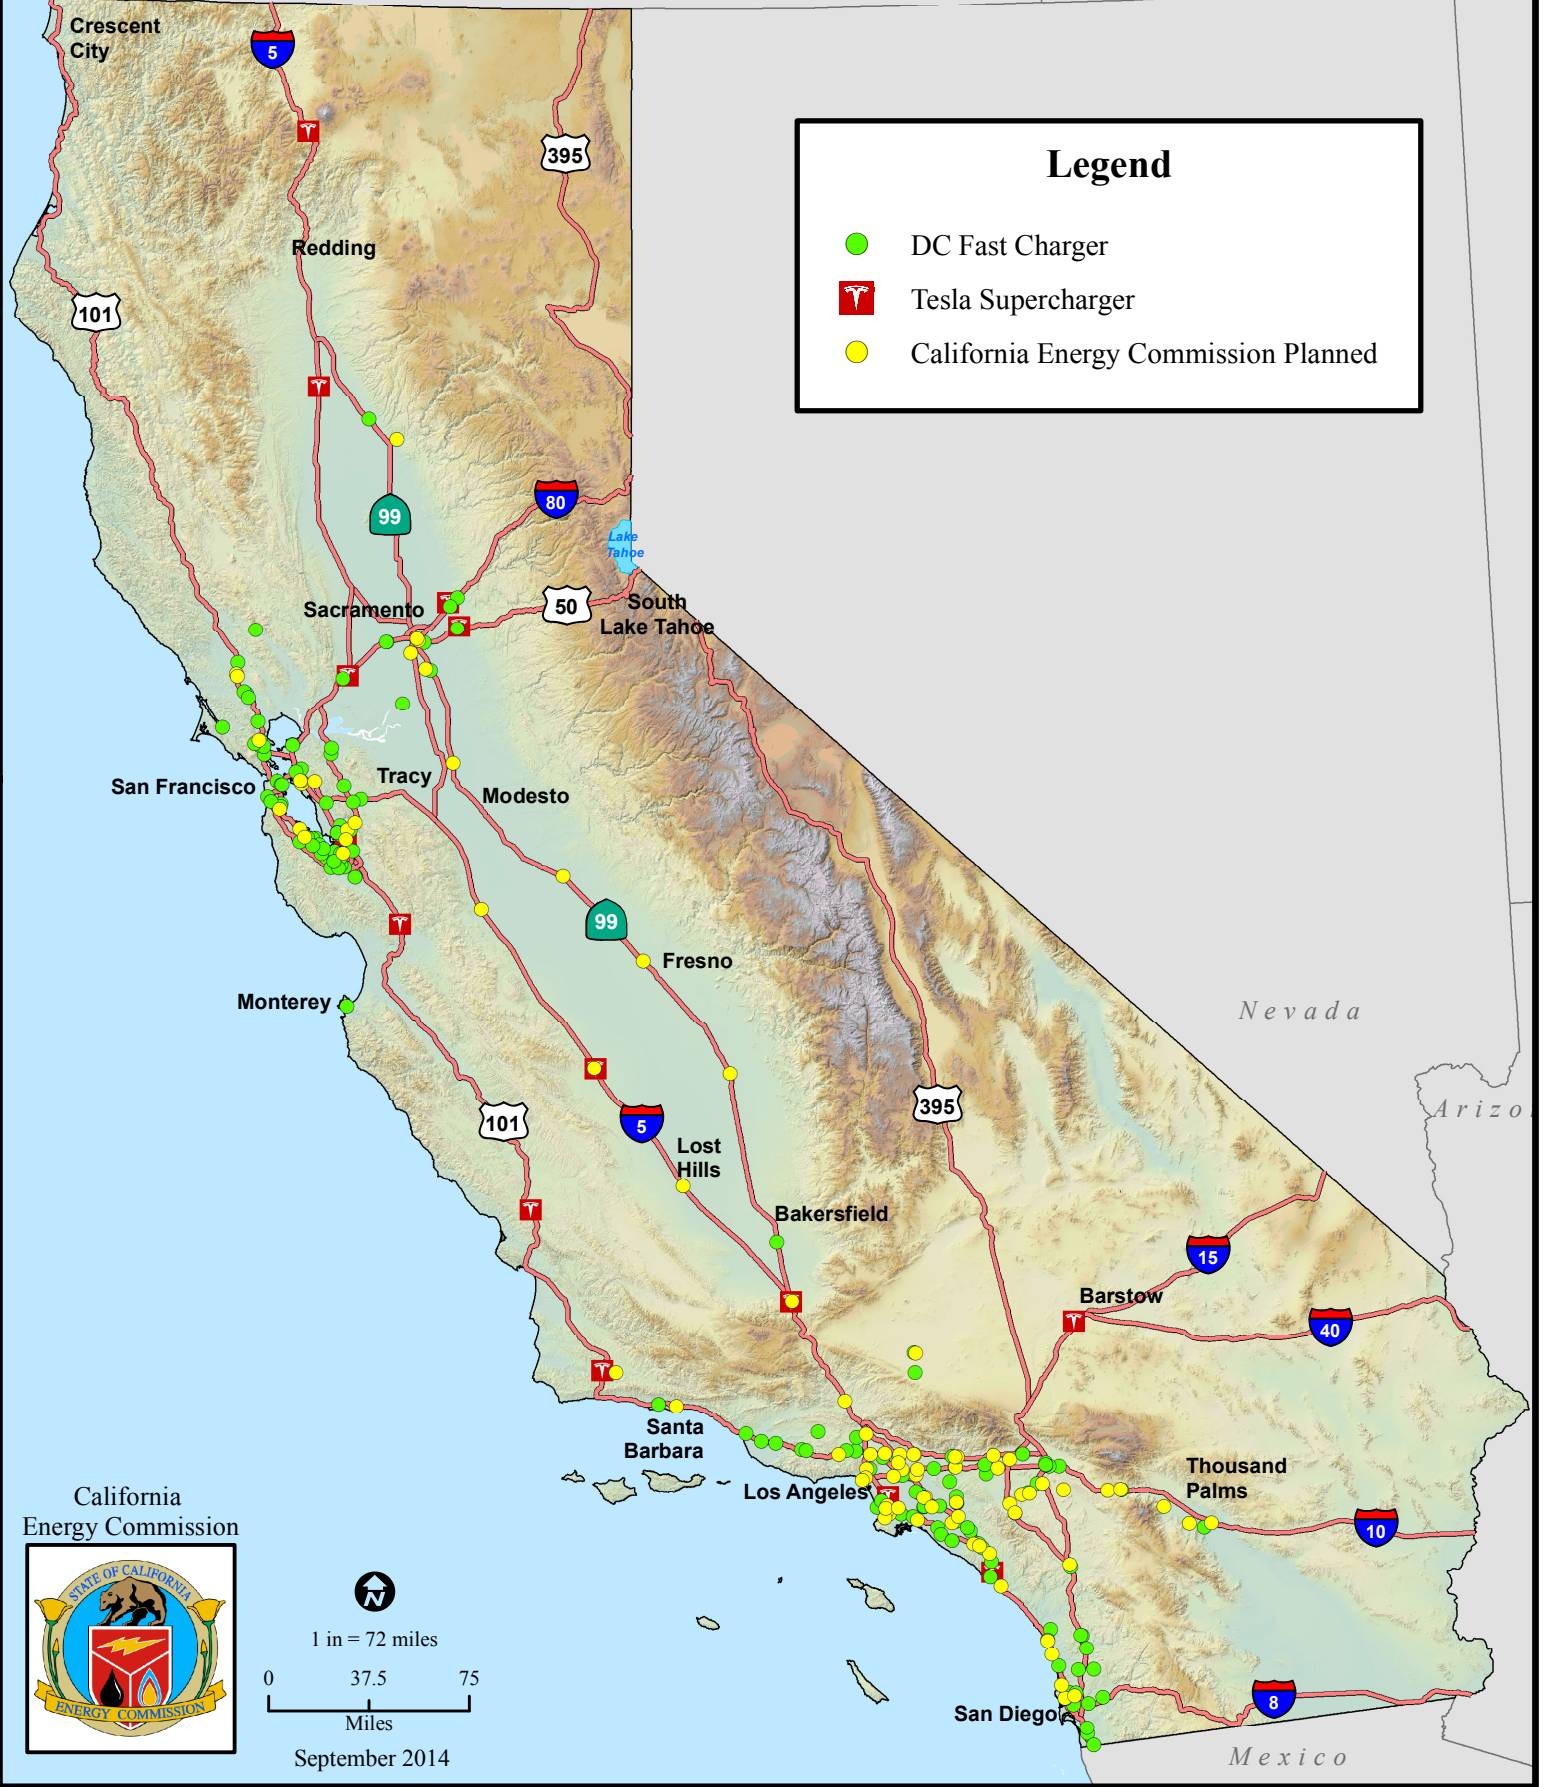 Crescent
City
5
395
Legend
DC Fast Charger
Tesla Supercharger
California Energy Commission Planned
Redding
101
80
99
Lake
Tahoe
Sacramento
50
South
Lake Tahoe
San Francisco
Tracy
Modesto
99
Fresno
Monterey
Nevada
395
Arizo
101
5
Lost
Hills
Bakersfield
15
Barstow
40
Santa
Barbara
Los Angeles
Thousand
Palms
10
California
Energy Commission
STATE OF CALIFORNIA
ENERGY COMMISSION
N
1 in = 72 miles
0 37.5 75
Miles
September 2014
San Diego
8
Mexico